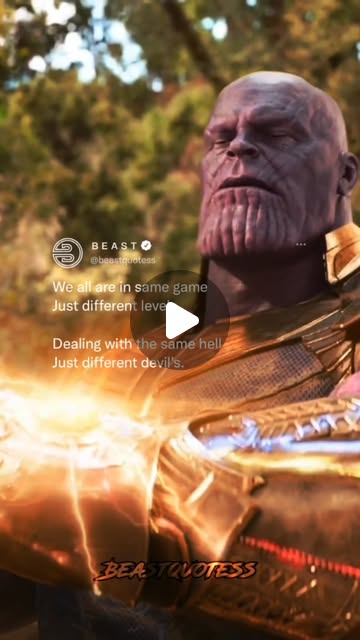 BEAST
@beastquotess
We all are in same game
Just different level
Dealing with the same hell
Just different devil's.
BEASTQUOTESS